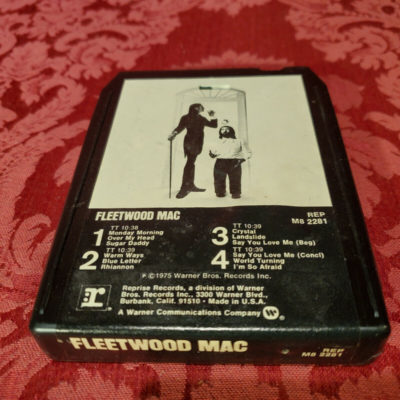 FLEETWOOD MAC
REP
M8 2281
1
TT 10:38
Monday Morning
Over My Head
Sugar Daddy
2
TT 10:39
Warm Ways
Blue Letter
Rhiannon
3
TT 10:39
Crystal
Landslide
Say You Love Me (Beg)
4
TT 10:39
Say You Love Me (Concl)
World Turning
I'm So Afraid
℗©1975 Warner Bros. Records Inc.
r
Reprise Records, a division of Warner
Bros. Records Inc., 3300 Warner Blvd.,
Burbank, Calif. 91510 • Made in U.S.A.
A Warner Communications Company
FLEETWOOD MAC
REP
M8 2281